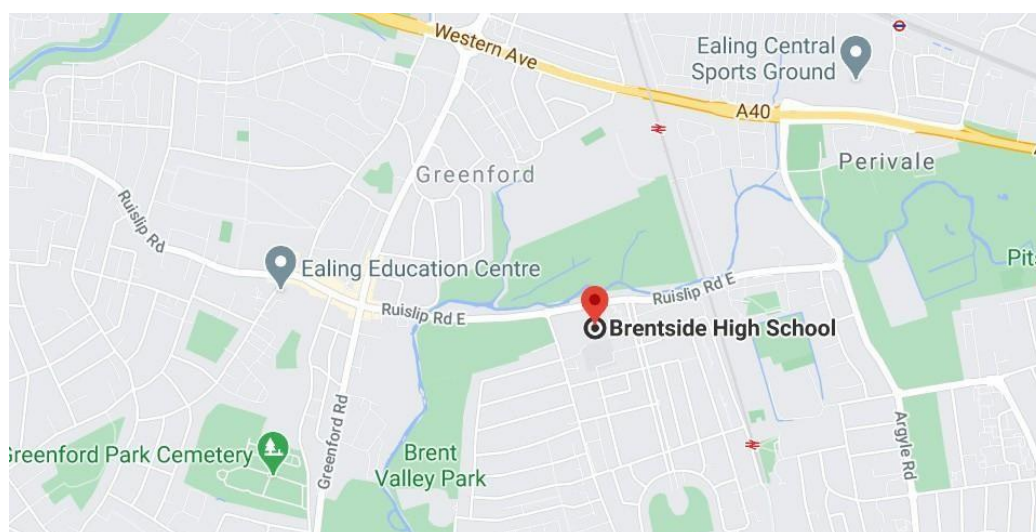 Western Ave
Ealing Central
Sports Ground
A40
Greenford
Perivale
Ruislip Rd
Ealing Education Centre
Pits
Ruislip Rd E
Ruislip Rd E
Brentside High School
Greenford Rd
Argyle Rd
Greenford Park Cemetery
Brent
Valley Park